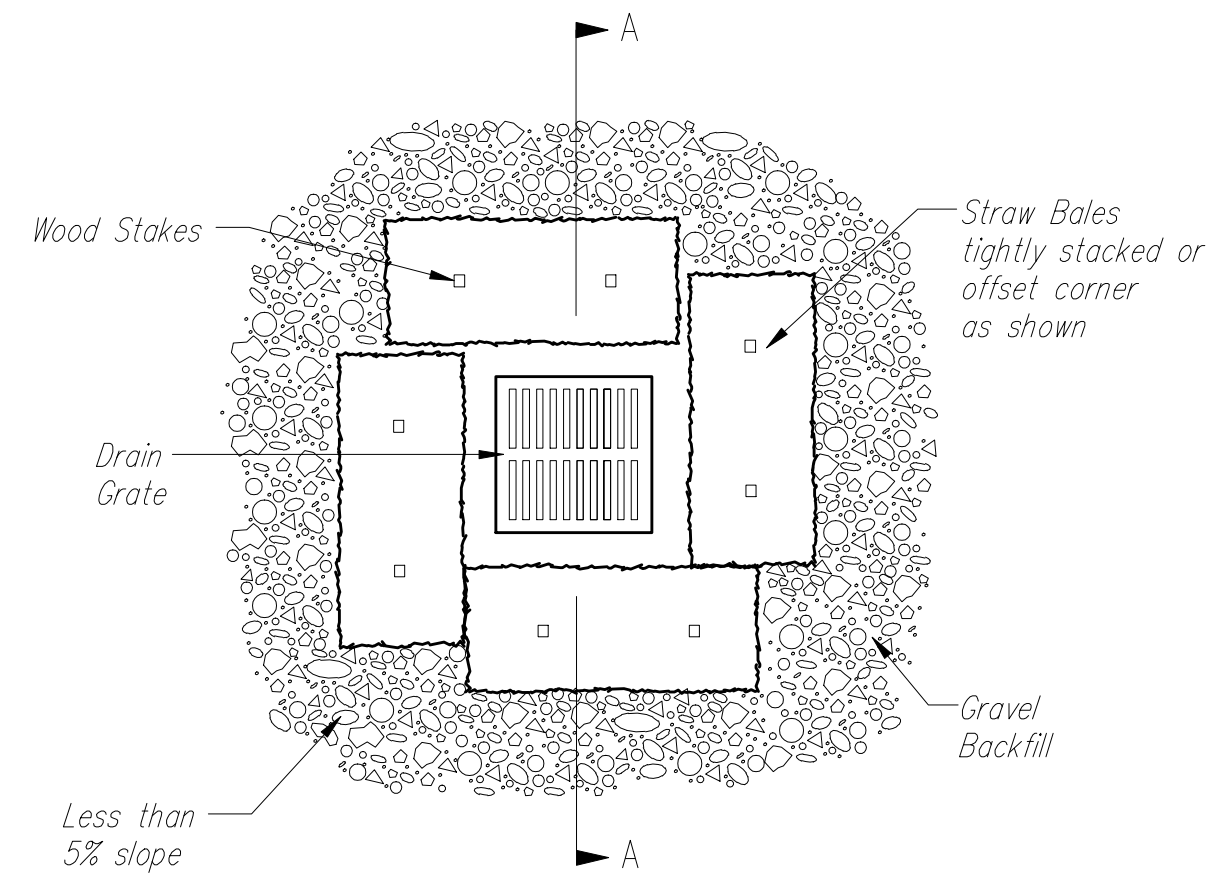 A
Wood Stakes
Straw Bales
tightly stacked or
offset corner
as shown
Drain
Grate
Gravel
Backfill
Less than
5% slope
A